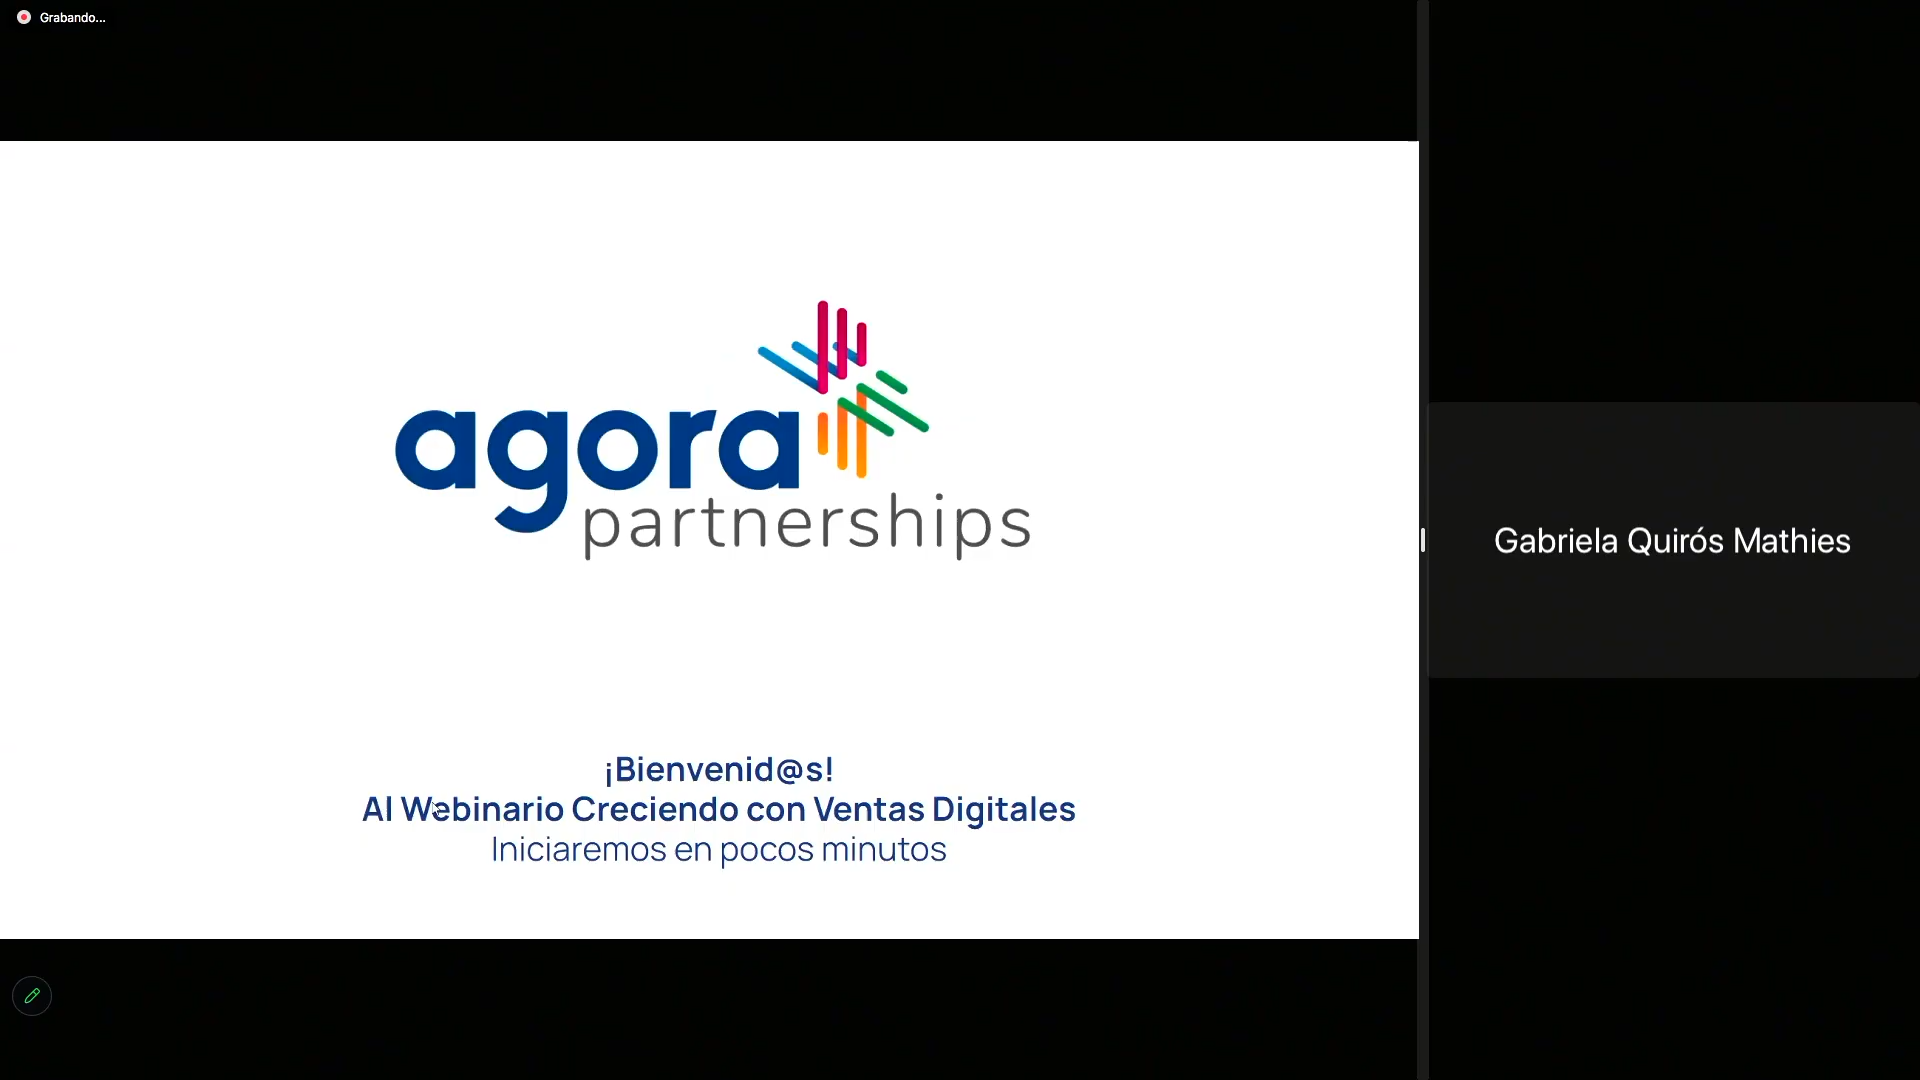 Grabando...
agora
partnerships
Gabriela Quirós Mathies
¡Bienvenid@s!
Al Webinario Creciendo con Ventas Digitales
Iniciaremos en pocos minutos